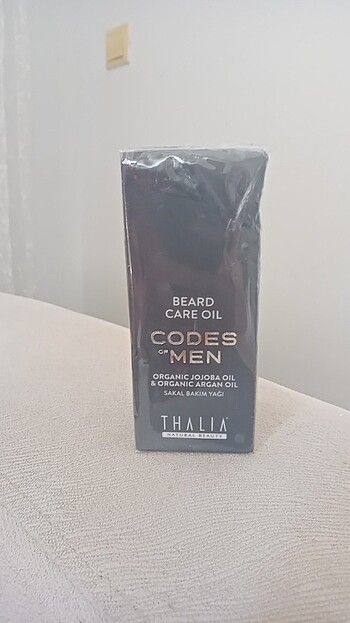 BEARD
CARE OIL
CODES
OF MEN
ORGANIC JOJOBA OIL
& ORGANIC ARGAN OIL
SAKAL BAKIM YAĞI
THALIA
NATURAL BEAUTY